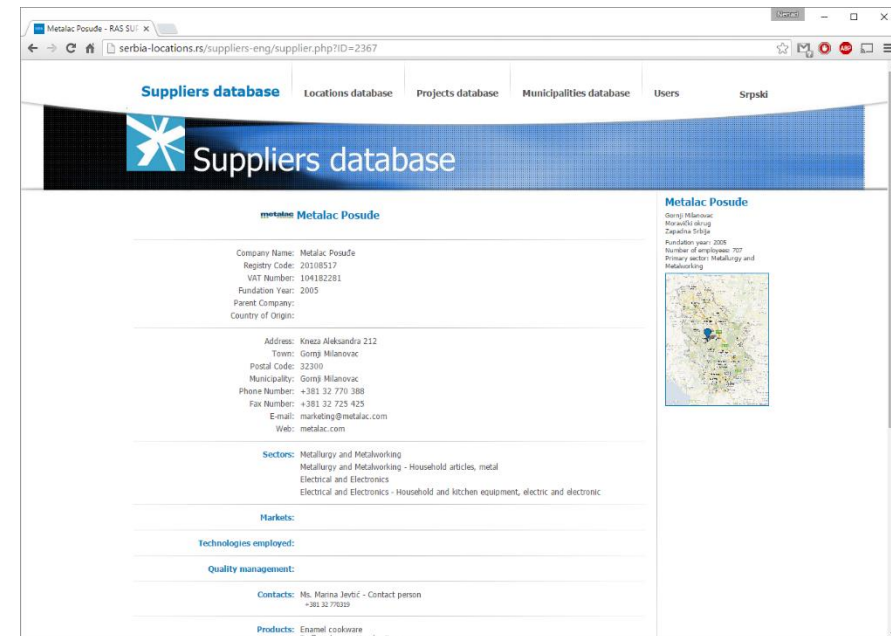 Metalac Posuđe - RAS SUP
serbia-locations.rs/suppliers-eng/supplier.php?ID=2367
Suppliers database Locations database Projects database Municipalities database Users Srpski
Suppliers database
metalac Metalac Posuđe
Company Name: Metalac Posuđe
Registry Code: 20108517
VAT Number: 104182281
Fundation Year: 2005
Parent Company:
Country of Origin:
Address: Kneza Aleksandra 212
Town: Gornji Milanovac
Postal Code: 32300
Municipality: Gornji Milanovac
Phone Number: +381 32 770 388
Fax Number: +381 32 725 425
E-mail: marketing@metalac.com
Web: metalac.com
Sectors: Metallurgy and Metalworking
Metallurgy and Metalworking - Household articles, metal
Electrical and Electronics
Electrical and Electronics - Household and kitchen equipment, electric and electronic
Markets:
Technologies employed:
Quality management:
Contacts: Ms. Marina Jevtić - Contact person
+381 32 770319
Products: Enamel cookware
Metalac Posuđe
Gornji Milanovac
Moravički okrug
Zapadna Srbija
Fundation year: 2005
Number of employees: 707
Primary sector: Metallurgy and
Metalworking